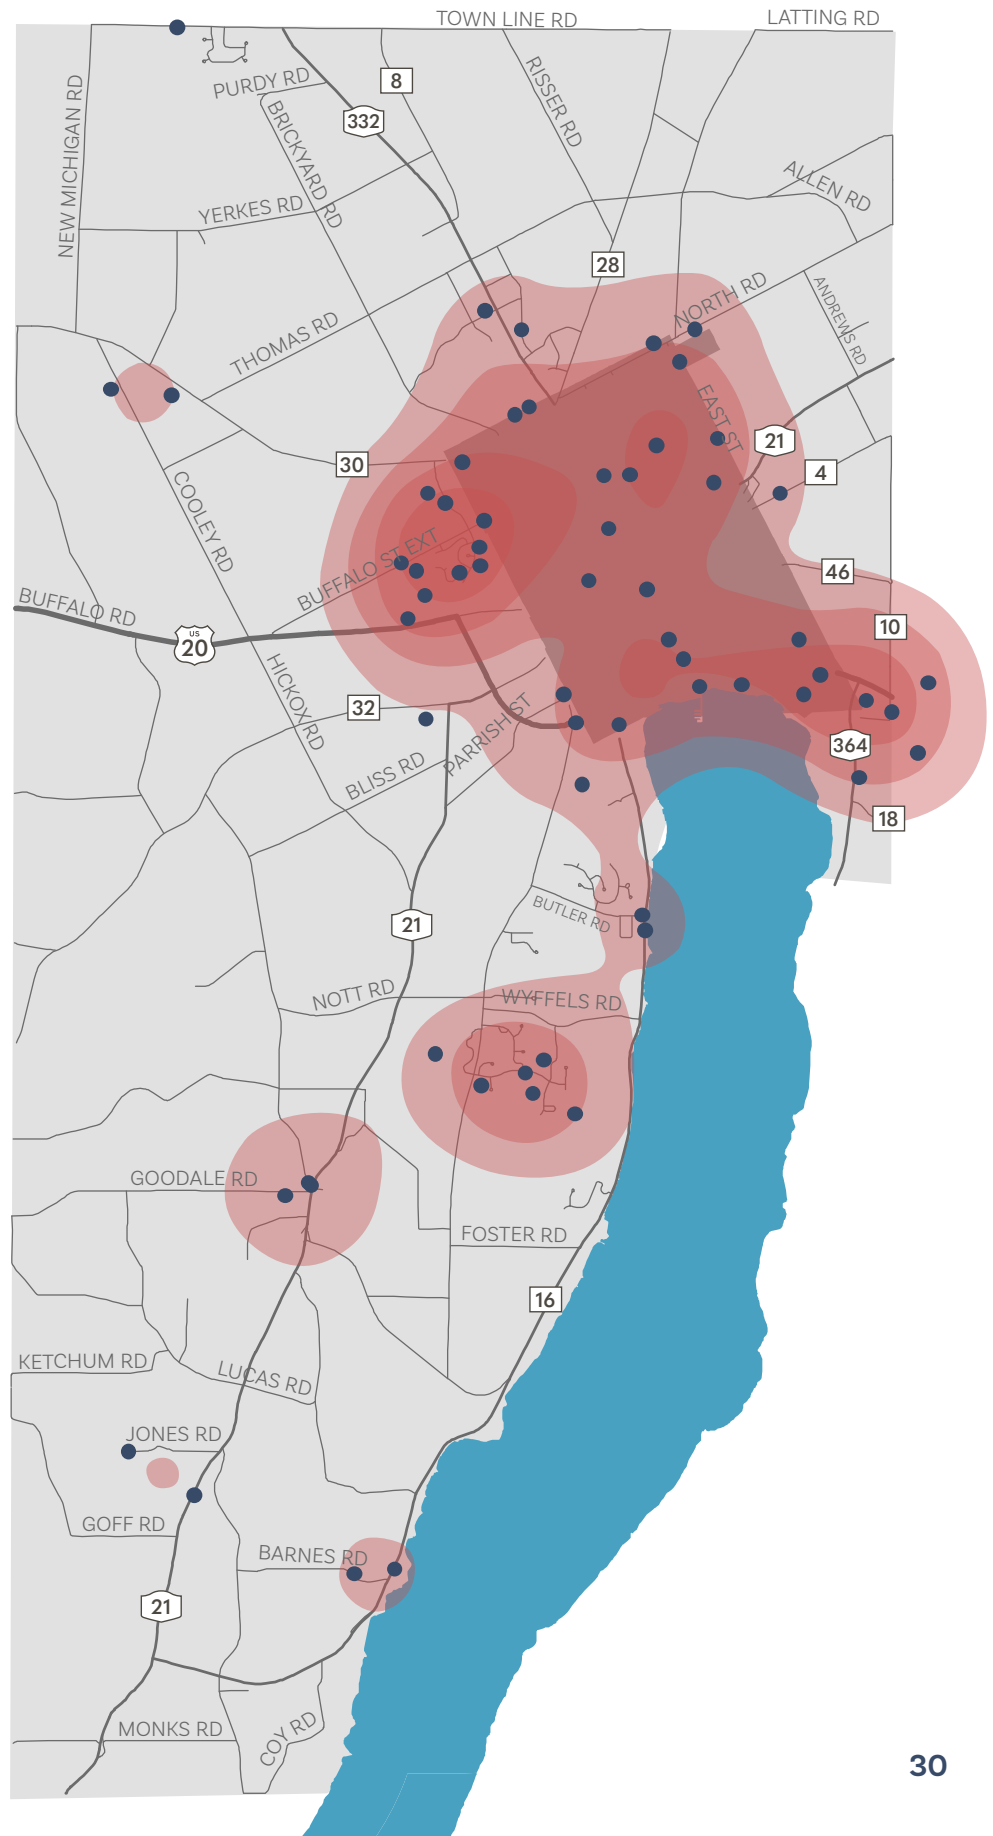 TOWN LINE RD
LATTING RD
8
PURDY RD
332
NEW MICHIGAN RD
BRICKYARD RD
RISSER RD
ALLEN RD
YERKES RD
28
NORTH RD
ANDREWS RD
THOMAS RD
EAST ST
21
30
4
COOLEY RD
BUFFALO ST EXT
46
BUFFALO RD
US
20
10
HICKOX RD
32
PARRISH ST
364
BLISS RD
18
21
BUTLER RD
NOTT RD
WYFFELS RD
GOODALE RD
FOSTER RD
16
KETCHUM RD
LUCAS RD
JONES RD
GOFF RD
BARNES RD
21
MONKS RD
COY RD
30